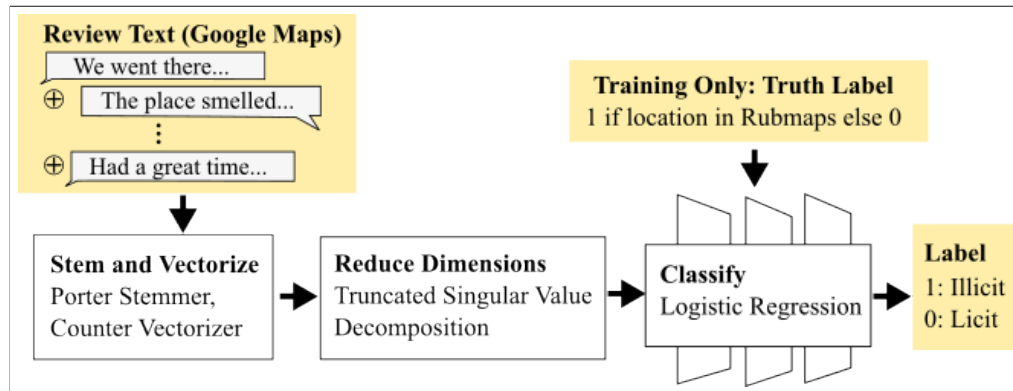 Review Text (Google Maps)
We went there...
⊕ The place smelled...
⋮
⊕ Had a great time...
Training Only: Truth Label
1 if location in Rubmaps else 0
Stem and Vectorize
Porter Stemmer,
Counter Vectorizer
Reduce Dimensions
Truncated Singular Value
Decomposition
Classify
Logistic Regression
Label
1: Illicit
0: Licit